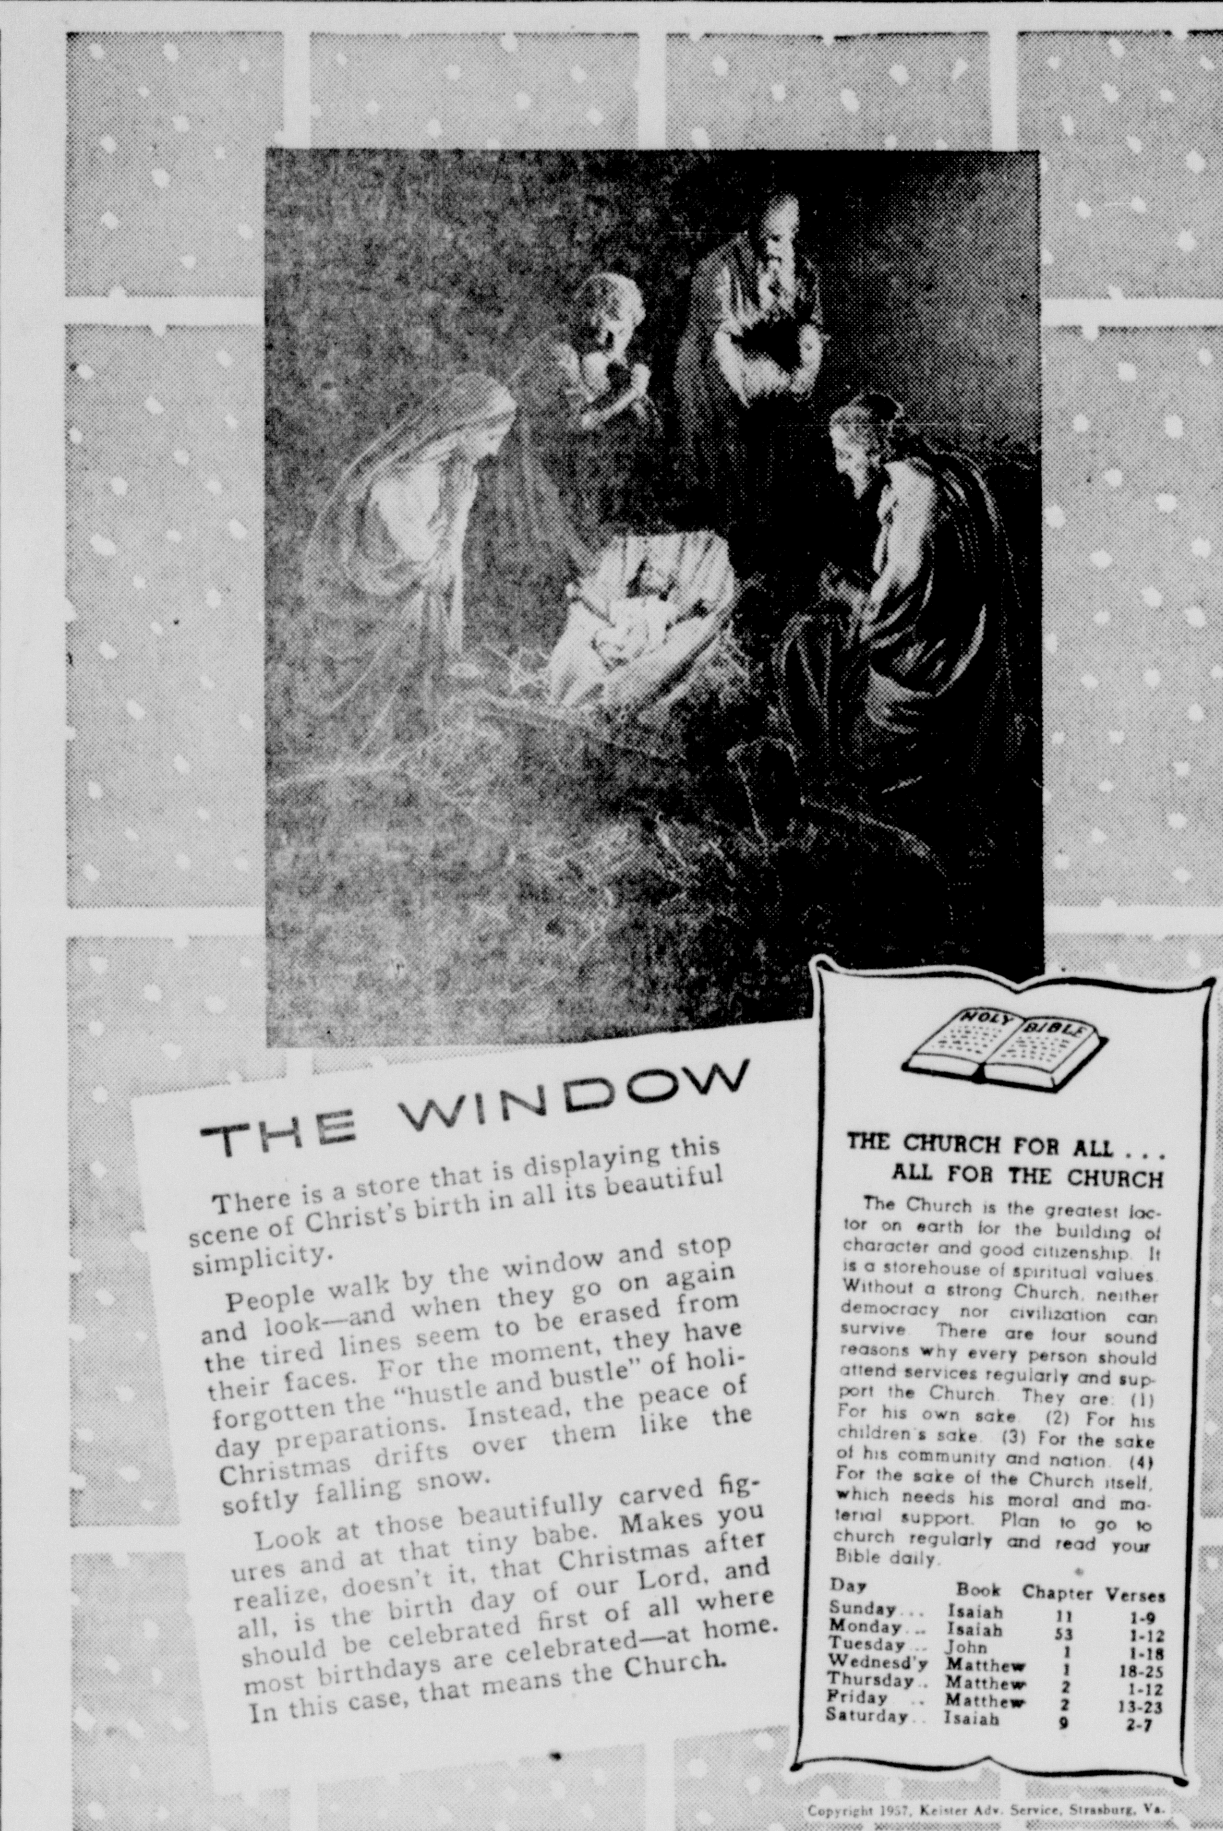 THE WINDOW
There is a store that is displaying this
scene of Christ's birth in all its beautiful
simplicity.
People walk by the window and stop
and look—and when they go on again
the tired lines seem to be erased from
their faces. For the moment, they have
forgotten the "hustle and bustle" of holi-
day preparations. Instead, the peace of
Christmas drifts over them like the
softly falling snow.
Look at those beautifully carved fig-
ures and at that tiny babe. Makes you
realize, doesn't it, that Christmas after
all, is the birth day of our Lord, and
should be celebrated first of all where
most birthdays are celebrated—at home.
In this case, that means the Church.
HOLY BIBLE
THE CHURCH FOR ALL . . .
ALL FOR THE CHURCH
The Church is the greatest fac-
tor on earth for the building of
character and good citizenship. It
is a storehouse of spiritual values.
Without a strong Church, neither
democracy nor civilization can
survive. There are four sound
reasons why every person should
attend services regularly and sup-
port the Church. They are: (1)
For his own sake. (2) For his
children's sake. (3) For the sake
of his community and nation. (4)
For the sake of the Church itself,
which needs his moral and ma-
terial support. Plan to go to
church regularly and read your
Bible daily.
Day Book Chapter Verses
Sunday... Isaiah 11 1-9
Monday... Isaiah 53 1-12
Tuesday.. John 1 1-18
Wednesd'y Matthew 1 18-25
Thursday.. Matthew 2 1-12
Friday .. Matthew 2 13-23
Saturday.. Isaiah 9 2-7
Copyright 1957, Keister Adv. Service, Strasburg, Va.